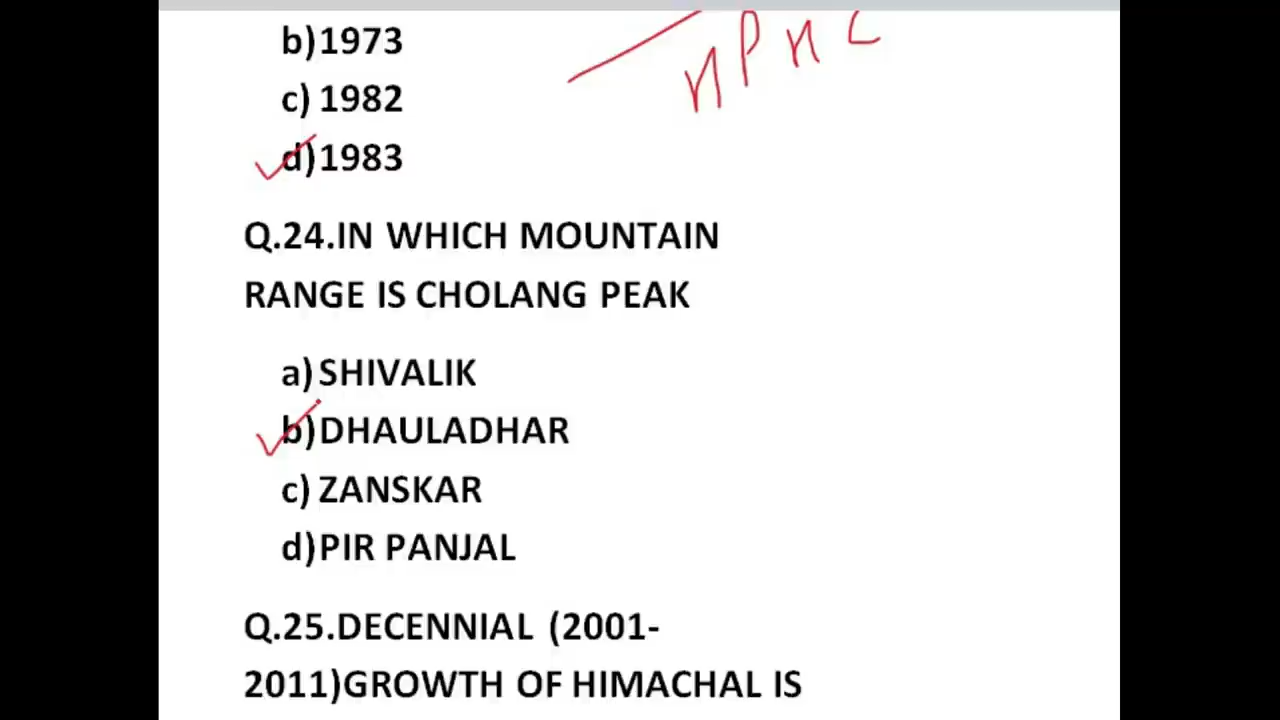 b)1973
c) 1982
d)1983
Q.24.IN WHICH MOUNTAIN
RANGE IS CHOLANG PEAK
a)SHIVALIK
b)DHAULADHAR
c) ZANSKAR
d)PIR PANJAL
Q.25.DECENNIAL (2001-
2011)GROWTH OF HIMACHAL IS